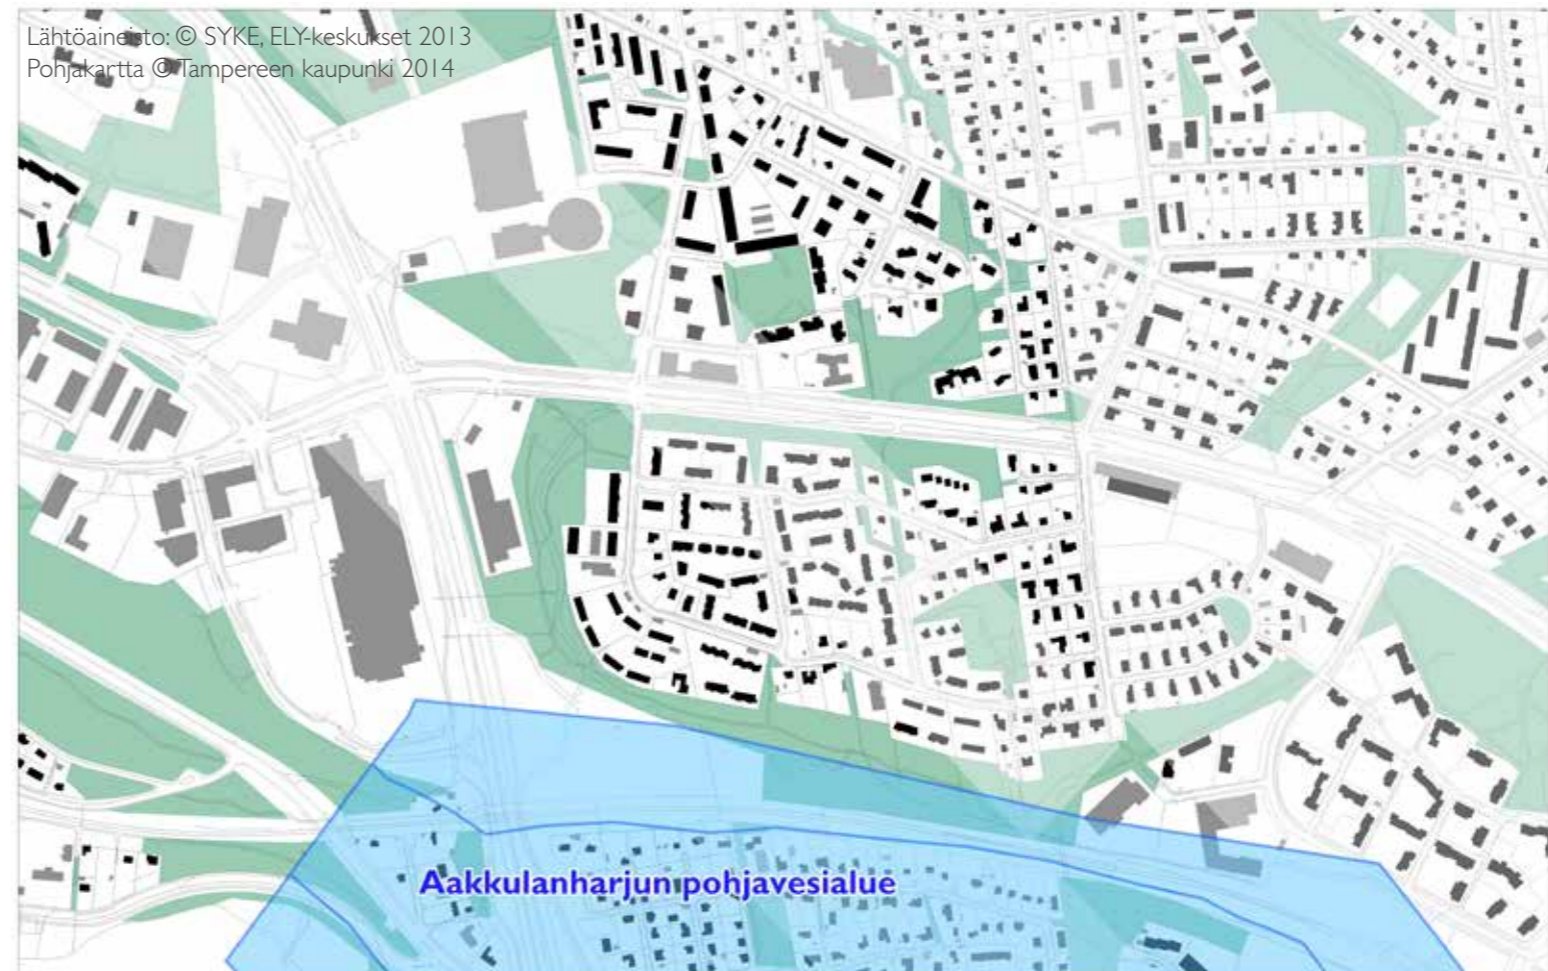 Lähtöaineisto: © SYKE, ELY-keskukset 2013
Pohjakartta © Tampereen kaupunki 2014
Aakkulanharjun pohjavesialue